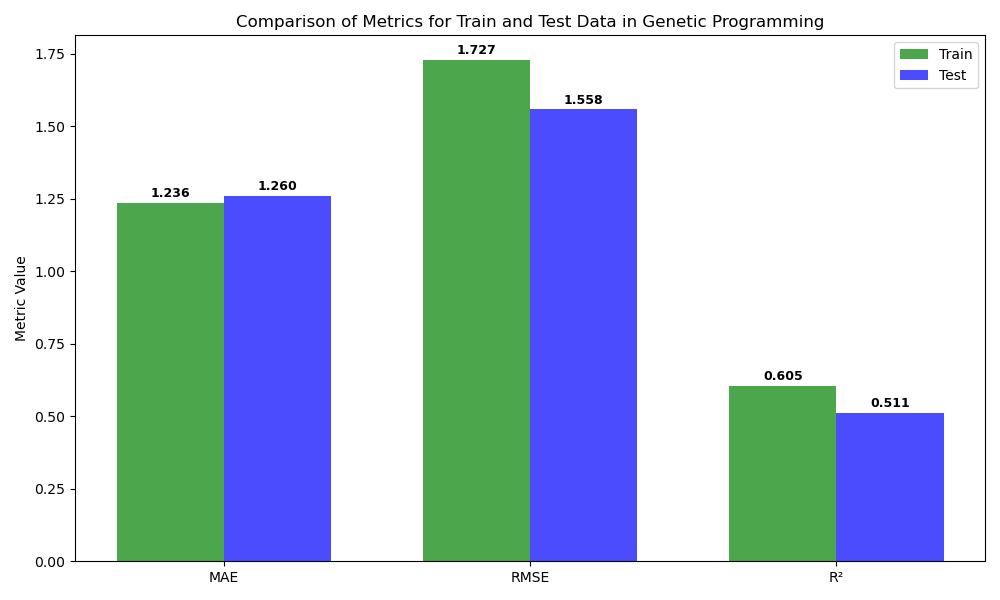 Comparison of Metrics for Train and Test Data in Genetic Programming
Train
Test
Metric Value
1.75
1.50
1.25
1.00
0.75
0.50
0.25
0.00
1.236
1.260
1.727
1.558
0.605
0.511
MAE
RMSE
R²